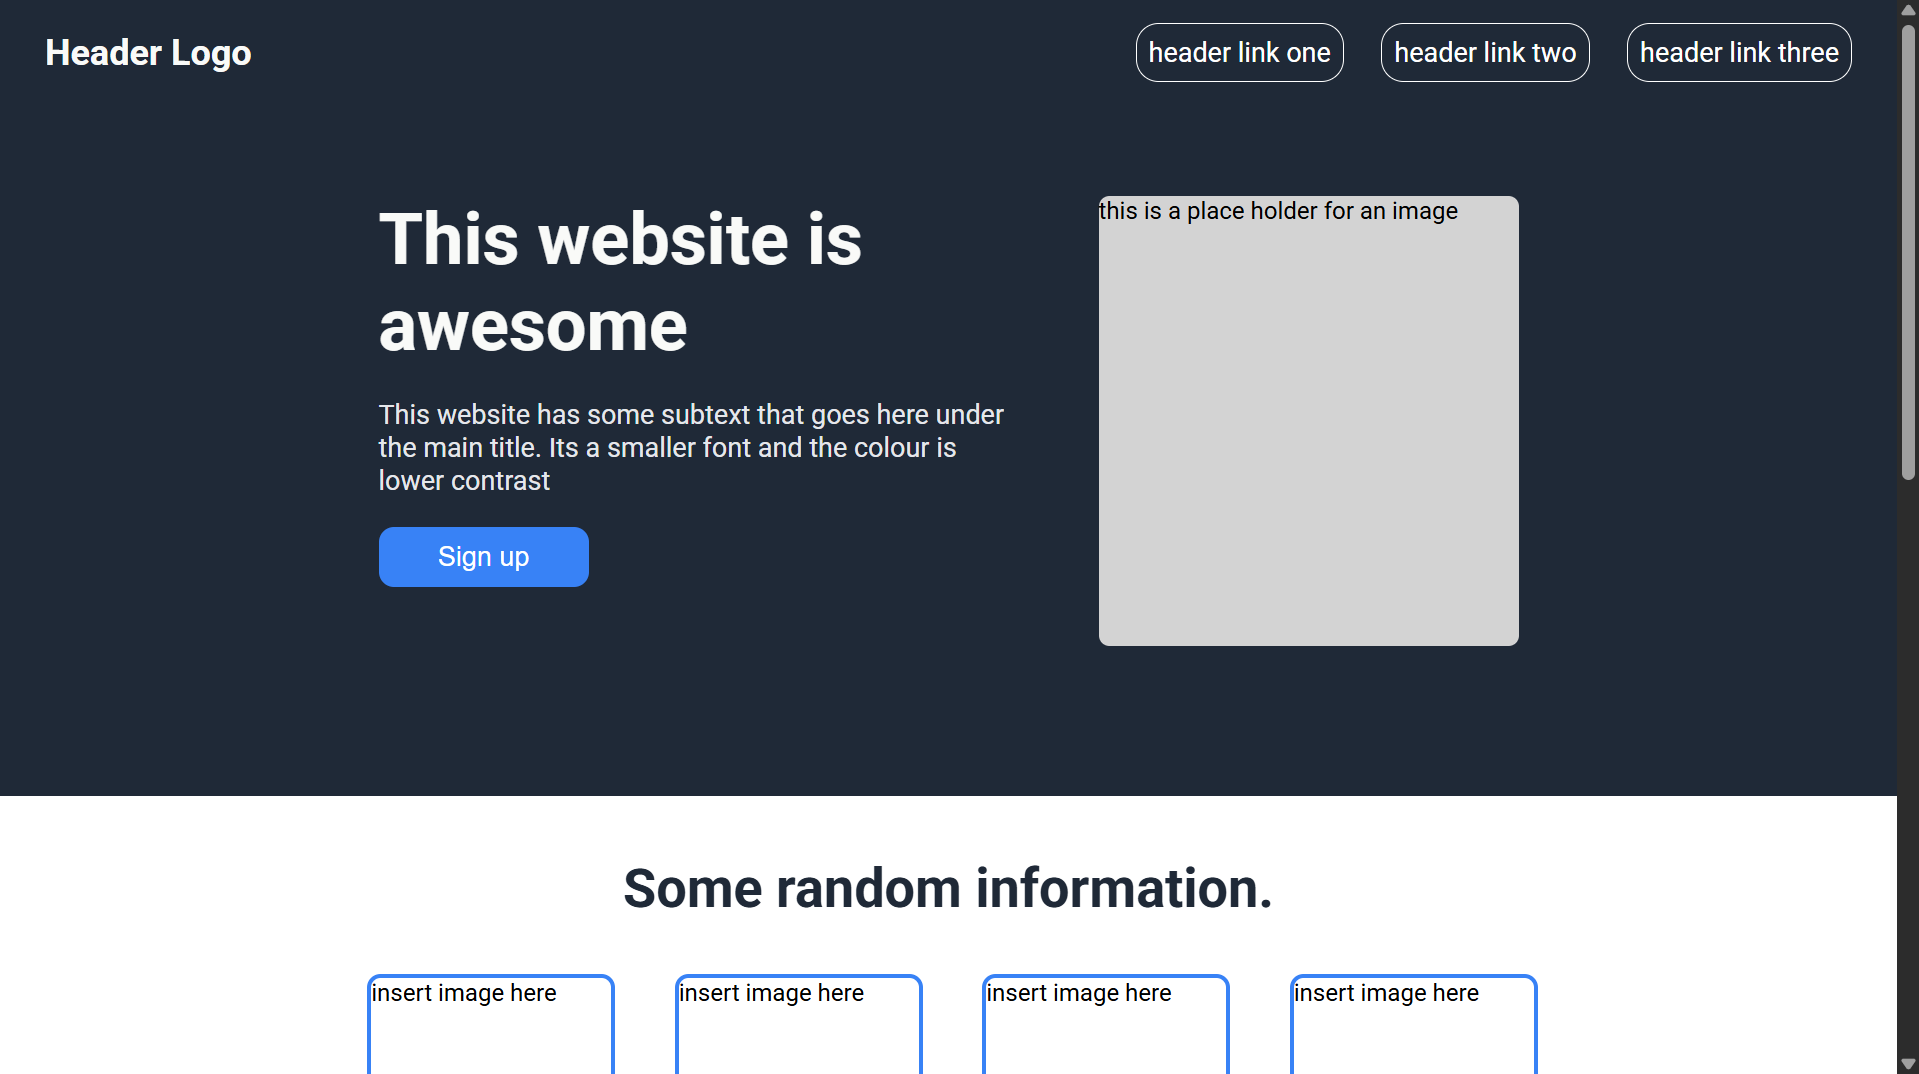 Header Logo
header link one
header link two
header link three
This website is
awesome
This website has some subtext that goes here under
the main title. Its a smaller font and the colour is
lower contrast
Sign up
this is a place holder for an image
Some random information.
insert image here
insert image here
insert image here
insert image here